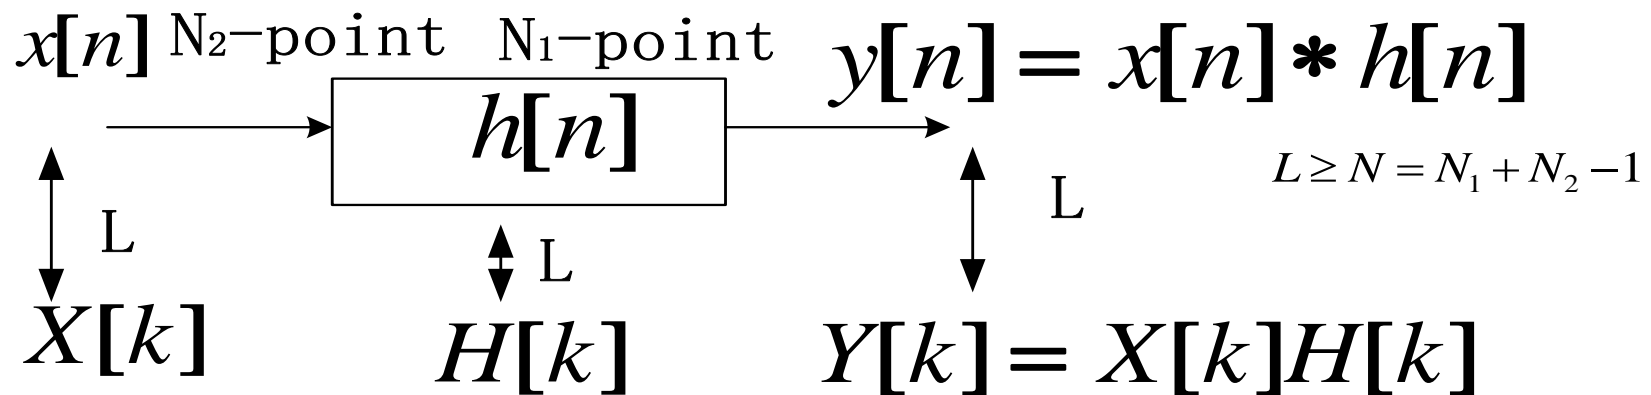 x[n] N₂-point N₁-point y[n] = x[n] * h[n]
h[n]
L ≥ N = N₁ + N₂ − 1
L L L
X[k] H[k] Y[k] = X[k]H[k]